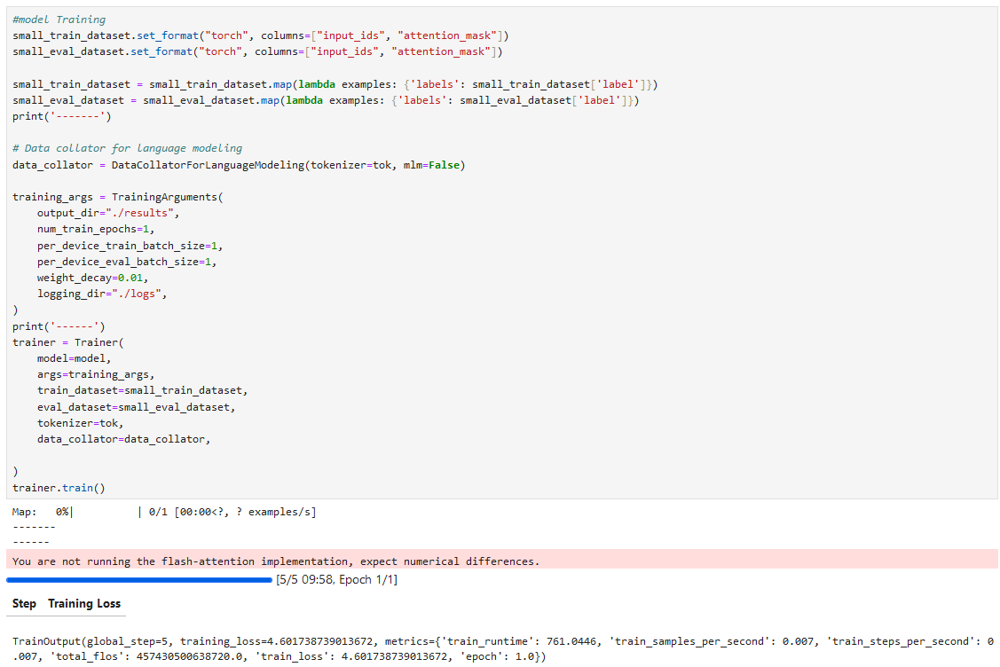 #model Training
small_train_dataset.set_format("torch", columns=["input_ids", "attention_mask"])
small_eval_dataset.set_format("torch", columns=["input_ids", "attention_mask"])

small_train_dataset = small_train_dataset.map(lambda examples: {'labels': small_train_dataset['label']})
small_eval_dataset = small_eval_dataset.map(lambda examples: {'labels': small_eval_dataset['label']})
print('-------')

# Data collator for language modeling
data_collator = DataCollatorForLanguageModeling(tokenizer=tok, mlm=False)

training_args = TrainingArguments(
    output_dir="./results",
    num_train_epochs=1,
    per_device_train_batch_size=1,
    per_device_eval_batch_size=1,
    weight_decay=0.01,
    logging_dir="./logs",
)
print('------')
trainer = Trainer(
    model=model,
    args=training_args,
    train_dataset=small_train_dataset,
    eval_dataset=small_eval_dataset,
    tokenizer=tok,
    data_collator=data_collator,

)
trainer.train()
Map:   0%|          | 0/1 [00:00<?, ? examples/s]
-------
------
You are not running the flash-attention implementation, expect numerical differences.
[5/5 09:58, Epoch 1/1]
Step Training Loss
TrainOutput(global_step=5, training_loss=4.601738739013672, metrics={'train_runtime': 761.0446, 'train_samples_per_second': 0.007, 'train_steps_per_second': 0
.007, 'total_flos': 457430500638720.0, 'train_loss': 4.601738739013672, 'epoch': 1.0})